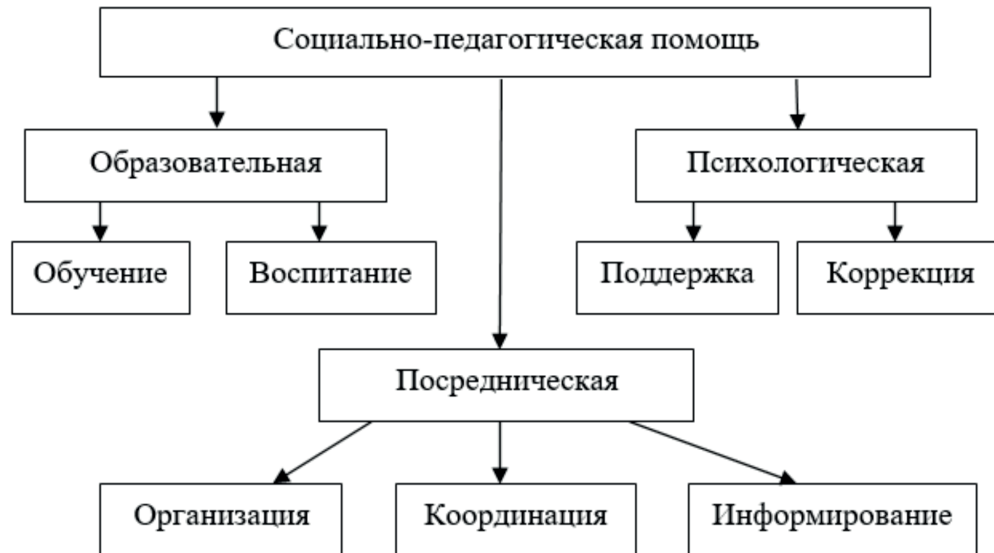 Социально-педагогическая помощь
Образовательная
Психологическая
Обучение
Воспитание
Поддержка
Коррекция
Посредническая
Организация
Координация
Информирование